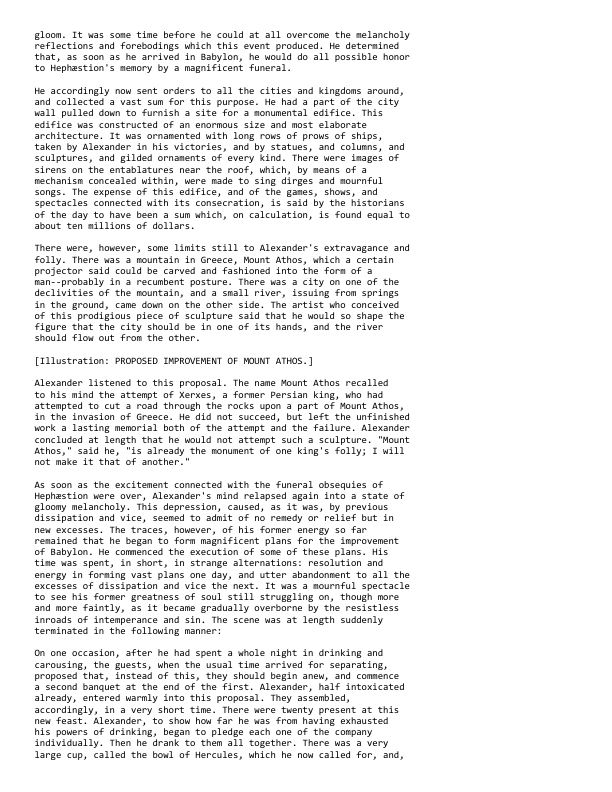 gloom. It was some time before he could at all overcome the melancholy
reflections and forebodings which this event produced. He determined
that, as soon as he arrived in Babylon, he would do all possible honor
to Hephæstion's memory by a magnificent funeral.

He accordingly now sent orders to all the cities and kingdoms around,
and collected a vast sum for this purpose. He had a part of the city
wall pulled down to furnish a site for a monumental edifice. This
edifice was constructed of an enormous size and most elaborate
architecture. It was ornamented with long rows of prows of ships,
taken by Alexander in his victories, and by statues, and columns, and
sculptures, and gilded ornaments of every kind. There were images of
sirens on the entablatures near the roof, which, by means of a
mechanism concealed within, were made to sing dirges and mournful
songs. The expense of this edifice, and of the games, shows, and
spectacles connected with its consecration, is said by the historians
of the day to have been a sum which, on calculation, is found equal to
about ten millions of dollars.

There were, however, some limits still to Alexander's extravagance and
folly. There was a mountain in Greece, Mount Athos, which a certain
projector said could be carved and fashioned into the form of a
man--probably in a recumbent posture. There was a city on one of the
declivities of the mountain, and a small river, issuing from springs
in the ground, came down on the other side. The artist who conceived
of this prodigious piece of sculpture said that he would so shape the
figure that the city should be in one of its hands, and the river
should flow out from the other.

[Illustration: PROPOSED IMPROVEMENT OF MOUNT ATHOS.]

Alexander listened to this proposal. The name Mount Athos recalled
to his mind the attempt of Xerxes, a former Persian king, who had
attempted to cut a road through the rocks upon a part of Mount Athos,
in the invasion of Greece. He did not succeed, but left the unfinished
work a lasting memorial both of the attempt and the failure. Alexander
concluded at length that he would not attempt such a sculpture. "Mount
Athos," said he, "is already the monument of one king's folly; I will
not make it that of another."

As soon as the excitement connected with the funeral obsequies of
Hephæstion were over, Alexander's mind relapsed again into a state of
gloomy melancholy. This depression, caused, as it was, by previous
dissipation and vice, seemed to admit of no remedy or relief but in
new excesses. The traces, however, of his former energy so far
remained that he began to form magnificent plans for the improvement
of Babylon. He commenced the execution of some of these plans. His
time was spent, in short, in strange alternations: resolution and
energy in forming vast plans one day, and utter abandonment to all the
excesses of dissipation and vice the next. It was a mournful spectacle
to see his former greatness of soul still struggling on, though more
and more faintly, as it became gradually overborne by the resistless
inroads of intemperance and sin. The scene was at length suddenly
terminated in the following manner:

On one occasion, after he had spent a whole night in drinking and
carousing, the guests, when the usual time arrived for separating,
proposed that, instead of this, they should begin anew, and commence
a second banquet at the end of the first. Alexander, half intoxicated
already, entered warmly into this proposal. They assembled,
accordingly, in a very short time. There were twenty present at this
new feast. Alexander, to show how far he was from having exhausted
his powers of drinking, began to pledge each one of the company
individually. Then he drank to them all together. There was a very
large cup, called the bowl of Hercules, which he now called for, and,